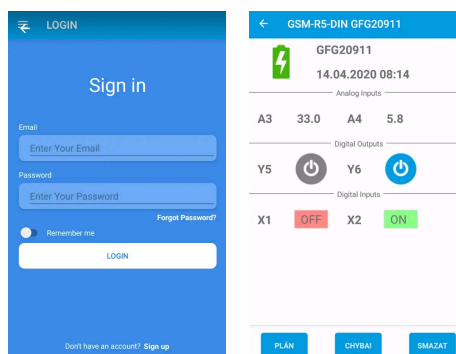 LOGIN
Sign in
Email
Enter Your Email
Password
Enter Your Password
Forgot Password?
Remember me
LOGIN
Don't have an account? Sign up
GSM-R5-DIN GFG20911
GFG20911
14.04.2020 08:14
Analog Inputs
A3 33.0 A4 5.8
Digital Outputs
Y5 Y6
Digital Inputs
X1 OFF X2 ON
PLÁN CHYBA! SMAZAT